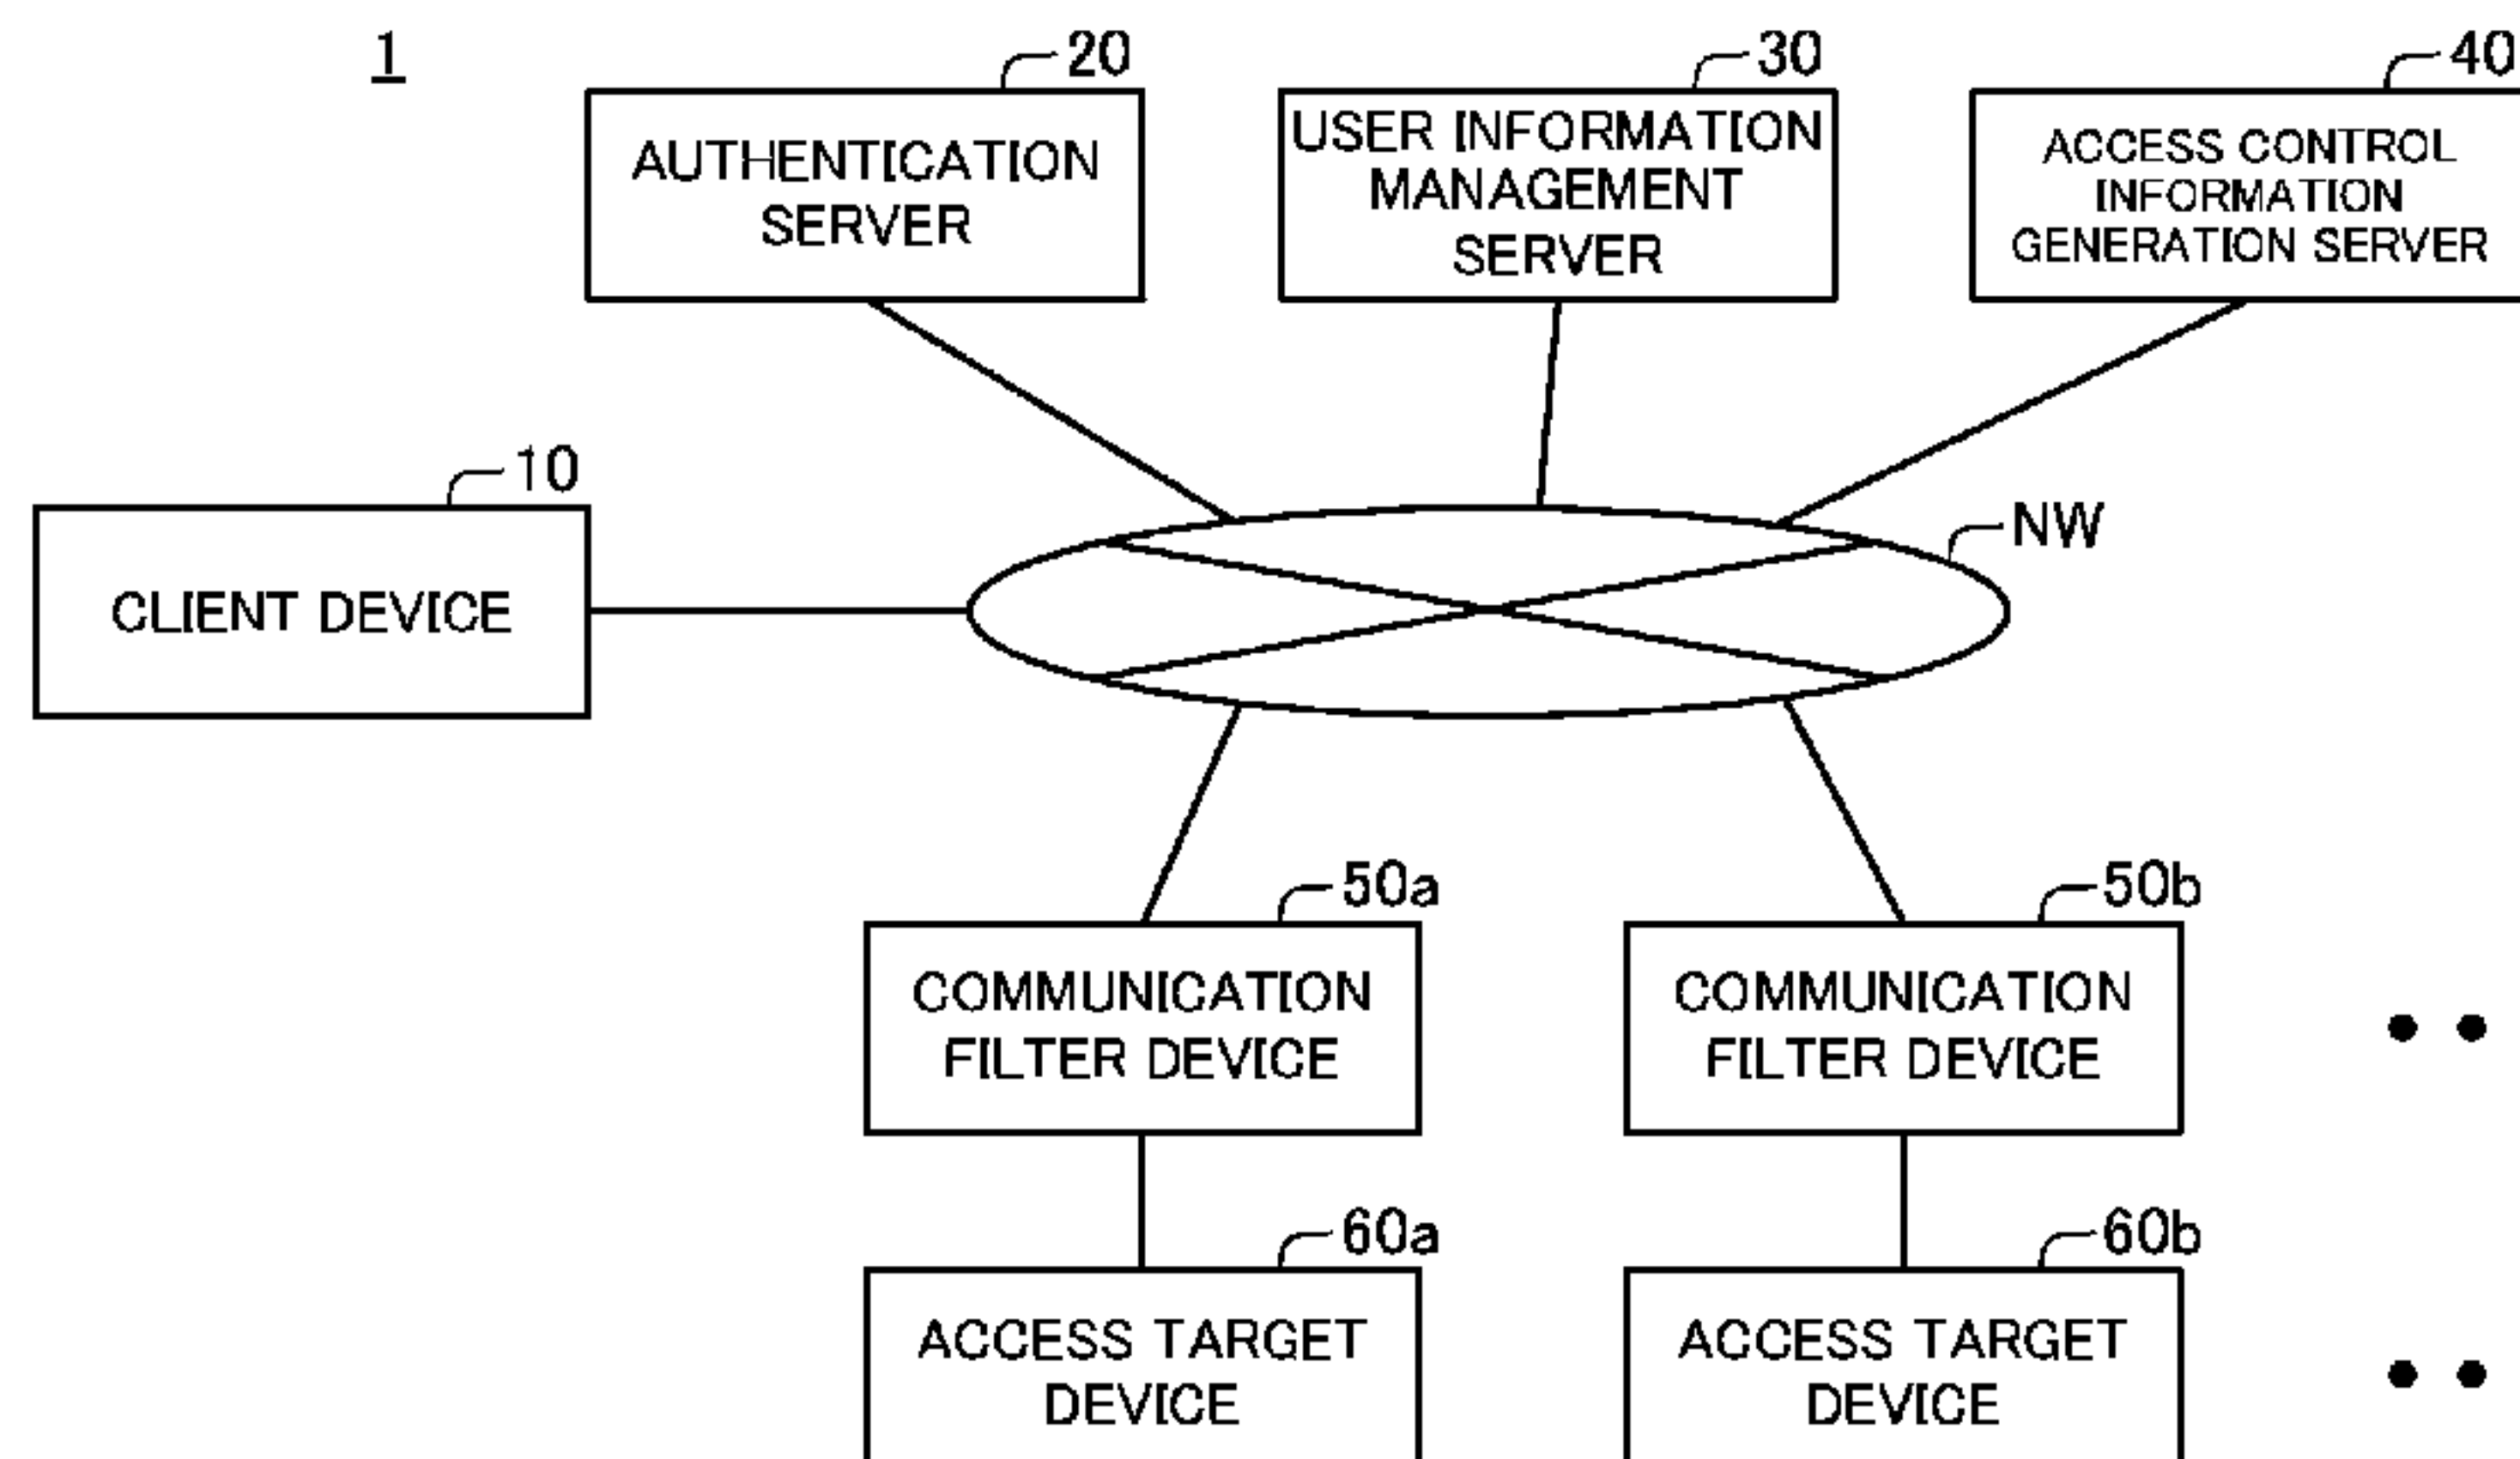 1
20
30
40
AUTHENTICATION
SERVER
USER INFORMATION
MANAGEMENT
SERVER
ACCESS CONTROL
INFORMATION
GENERATION SERVER
10
CLIENT DEVICE
NW
50a
50b
COMMUNICATION
FILTER DEVICE
COMMUNICATION
FILTER DEVICE
60a
60b
ACCESS TARGET
DEVICE
ACCESS TARGET
DEVICE